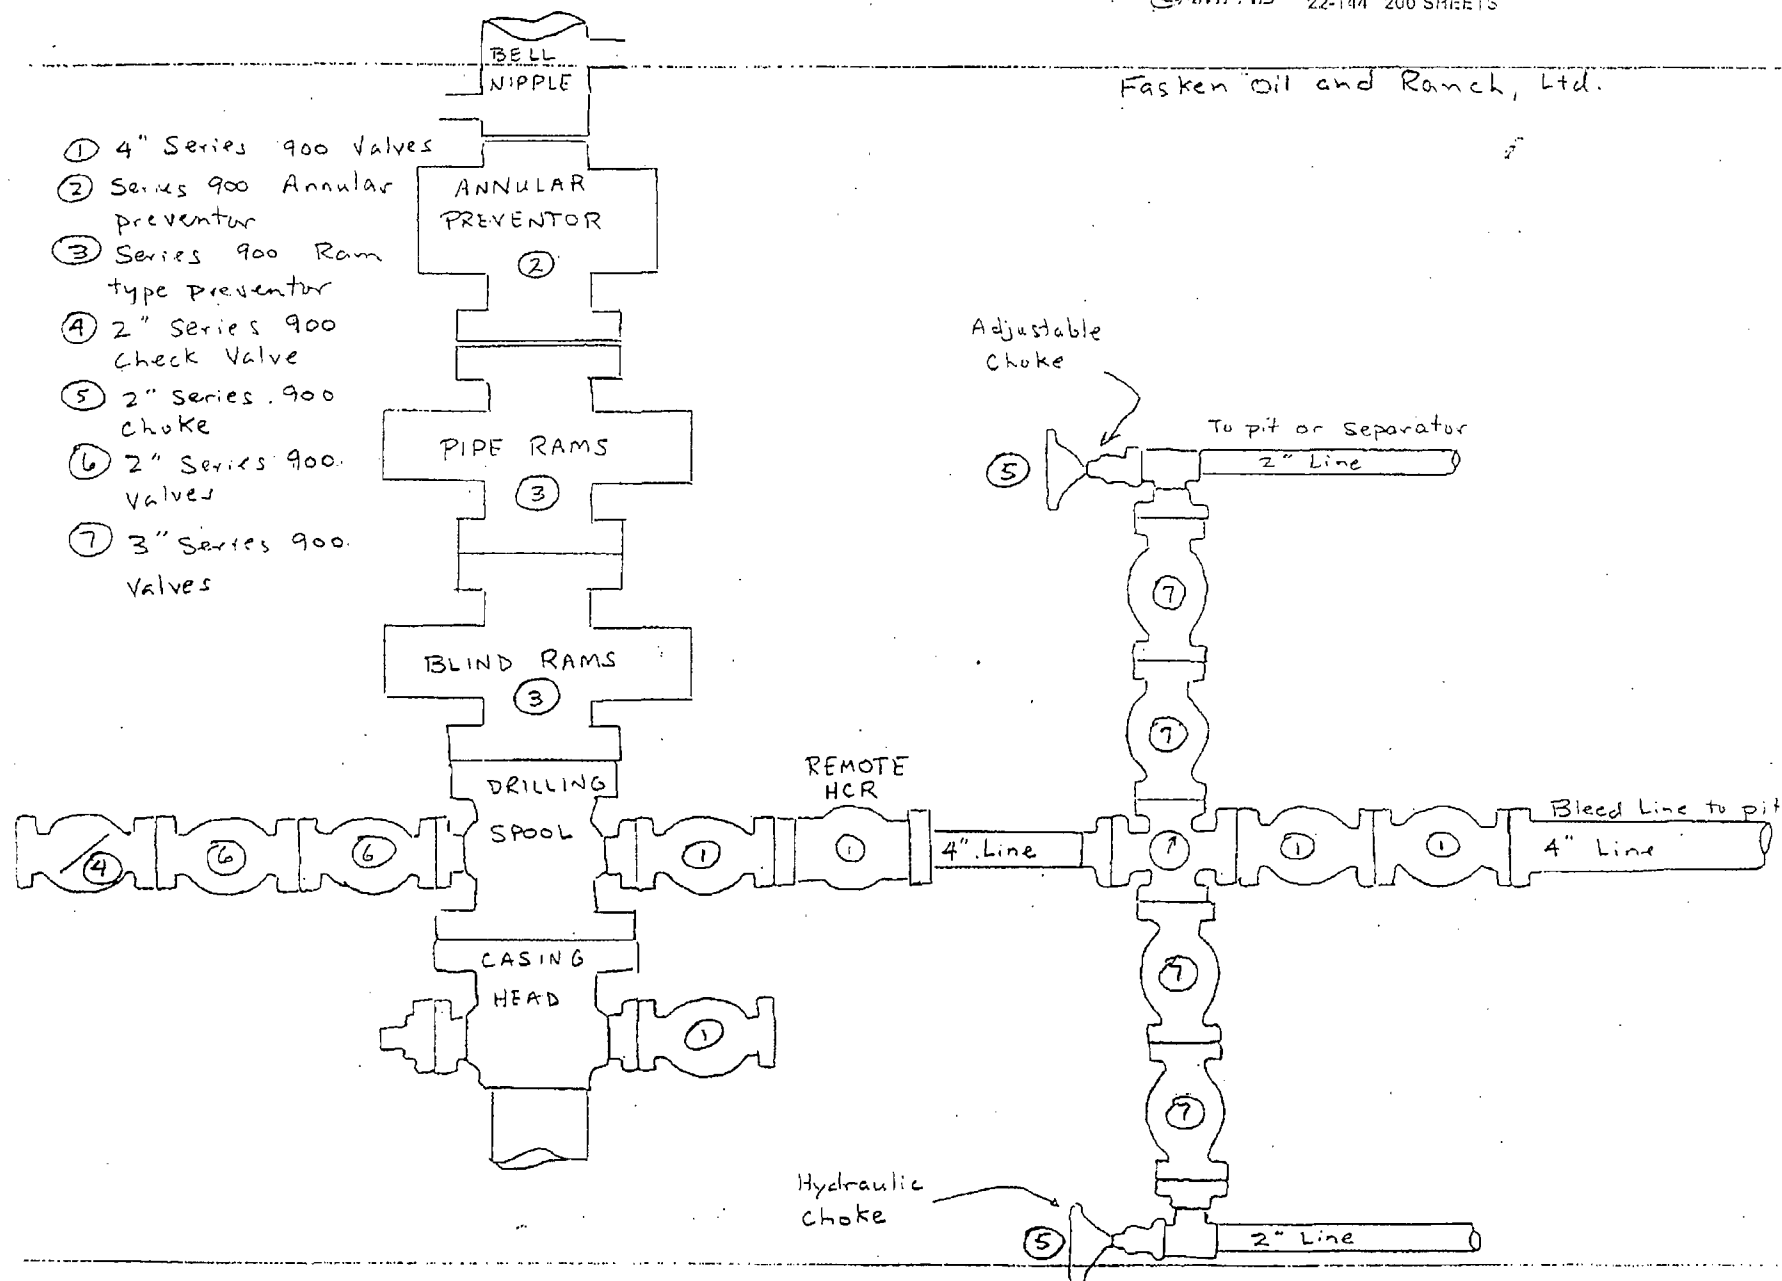 22-144 200 SHEETS
Fasken Oil and Ranch, Ltd.
BELL
NIPPLE
① 4" Series 900 Valves
② Series 900 Annular
preventor
③ Series 900 Ram
type preventor
④ 2" Series 900
Check Valve
⑤ 2" Series 900
Choke
⑥ 2" Series 900
Valves
⑦ 3" Series 900
Valves
ANNULAR
PREVENTOR
②
PIPE RAMS
③
BLIND RAMS
③
DRILLING
SPOOL
④ ⑥ ⑥
CASING
HEAD
①
REMOTE
HCR
① ①
4" Line
Adjustable
Choke
⑤
To pit or separator
2" Line
⑦
⑦
① ①
Bleed Line to pit
4" Line
⑦
⑦
Hydraulic
Choke
⑤
2" Line